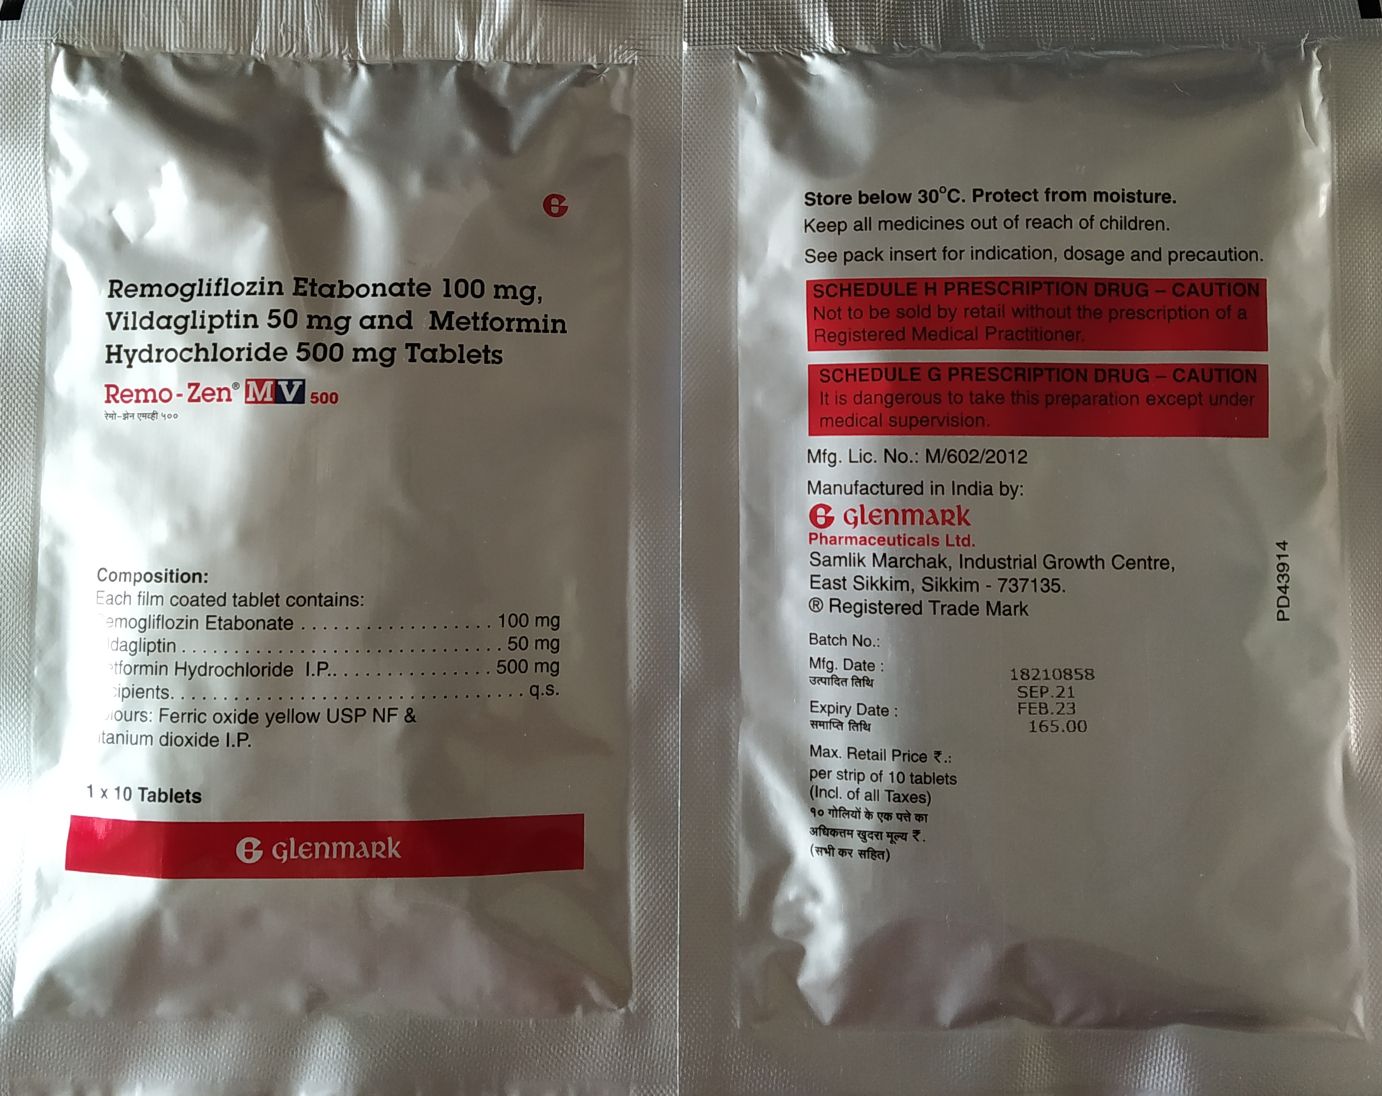 Remogliflozin Etabonate 100 mg,
Vildagliptin 50 mg and Metformin
Hydrochloride 500 mg Tablets
Remo-Zen® MV 500
रेमो-झेन एमव्ही ५००
Composition:
Each film coated tablet contains:
emogliflozin Etabonate . . . . . . . . . . . . . . . . . . 100 mg
ldagliptin . . . . . . . . . . . . . . . . . . . . . . . . . . . . . . 50 mg
tformin Hydrochloride I.P.. . . . . . . . . . . . . . . . 500 mg
cipients. . . . . . . . . . . . . . . . . . . . . . . . . . . . . . . . . q.s.
ours: Ferric oxide yellow USP NF &
tanium dioxide I.P.
1 x 10 Tablets
glenmark
Store below 30°C. Protect from moisture.
Keep all medicines out of reach of children.
See pack insert for indication, dosage and precaution.
SCHEDULE H PRESCRIPTION DRUG – CAUTION
Not to be sold by retail without the prescription of a
Registered Medical Practitioner.
SCHEDULE G PRESCRIPTION DRUG – CAUTION
It is dangerous to take this preparation except under
medical supervision.
Mfg. Lic. No.: M/602/2012
Manufactured in India by:
glenmark
Pharmaceuticals Ltd.
Samlik Marchak, Industrial Growth Centre,
East Sikkim, Sikkim - 737135.
® Registered Trade Mark
PD43914
Batch No.:
Mfg. Date :
उत्पादित तिथि
Expiry Date :
समाप्ति तिथि
18210858
SEP.21
FEB.23
165.00
Max. Retail Price ₹.:
per strip of 10 tablets
(Incl. of all Taxes)
१० गोलियों के एक पत्ते का
अधिकतम खुदरा मूल्य ₹.
(सभी कर सहित)